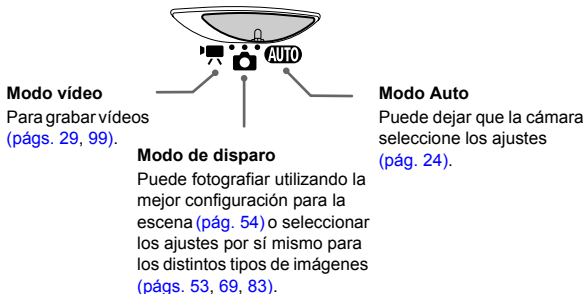 AUTO
Modo vídeo
Para grabar vídeos
(págs. 29, 99).
Modo de disparo
Puede fotografiar utilizando la
mejor configuración para la
escena (pág. 54) o seleccionar
los ajustes por sí mismo para
los distintos tipos de imágenes
(págs. 53, 69, 83).
Modo Auto
Puede dejar que la cámara
seleccione los ajustes
(pág. 24).